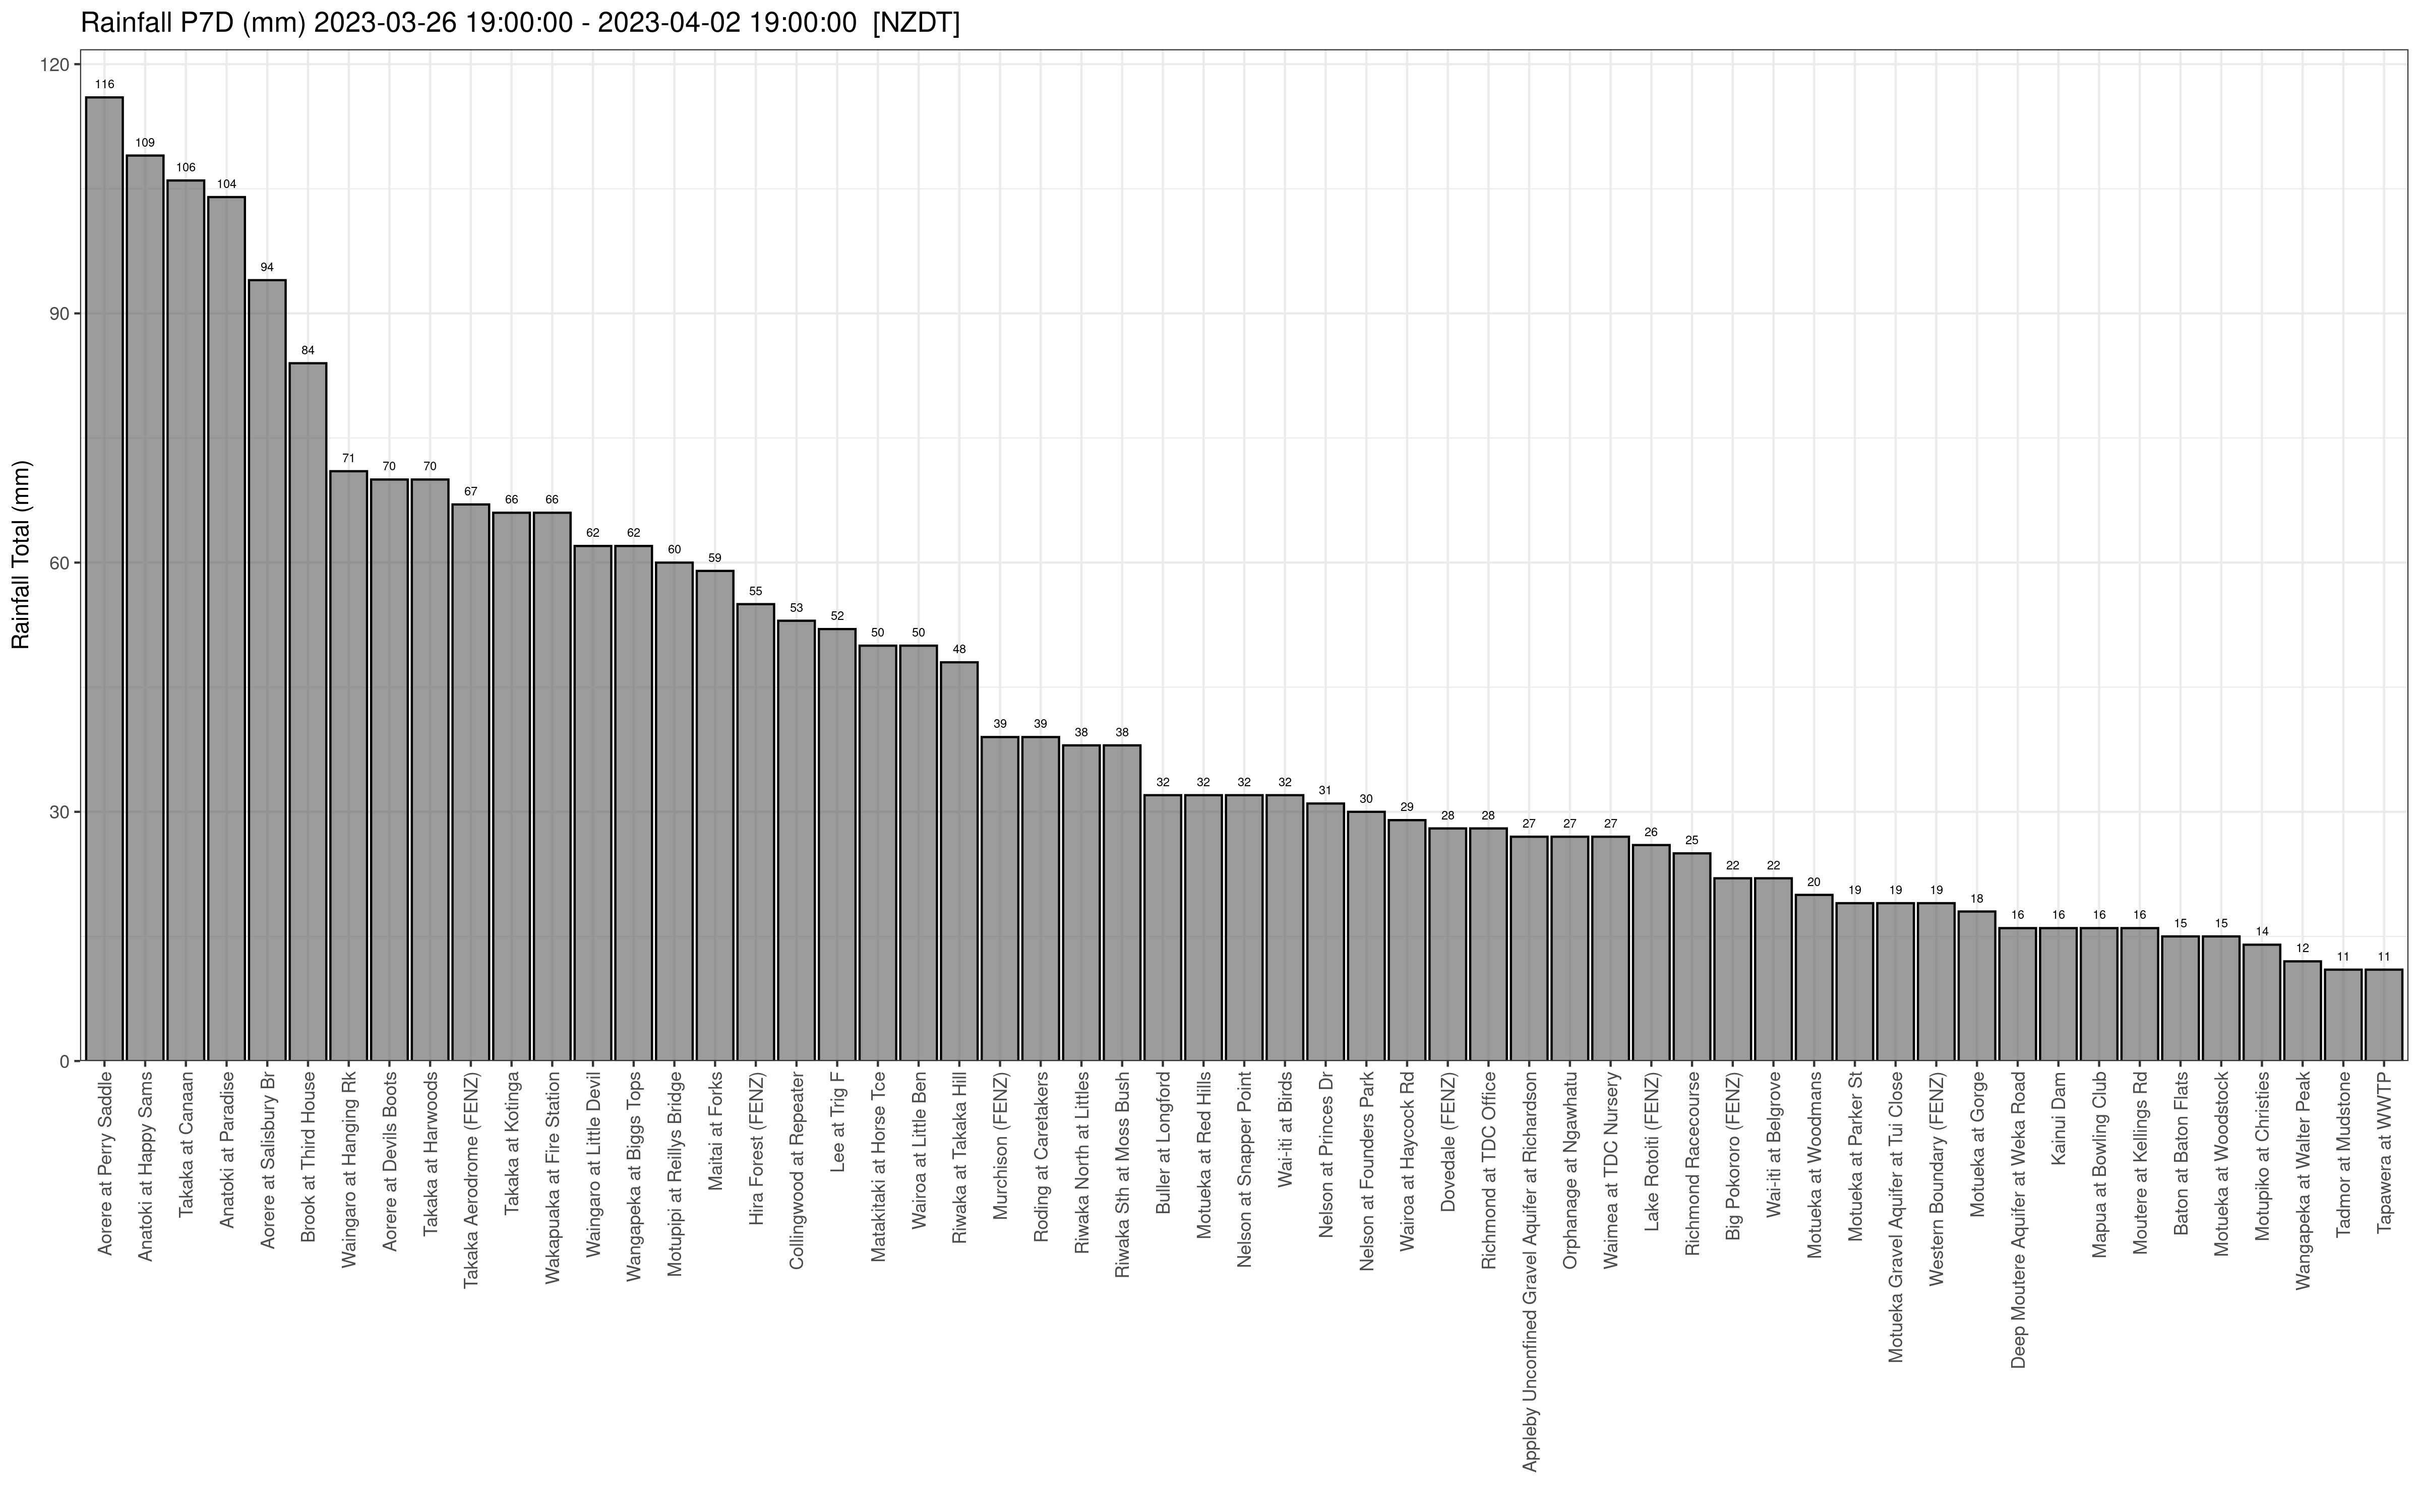 Rainfall P7D (mm) 2023-03-26 19:00:00 - 2023-04-02 19:00:00 [NZDT]
Rainfall Total (mm)
120
90
60
30
0
116
109
106
104
94
84
71
70
70
67
66
66
62
62
60
59
55
53
52
50
50
48
39
39
38
38
32
32
32
32
31
30
29
28
28
27
27
27
26
25
22
22
20
19
19
19
18
16
16
16
16
15
15
14
12
11
11
Aorere at Perry Saddle
Anatoki at Happy Sams
Takaka at Canaan
Anatoki at Paradise
Aorere at Salisbury Br
Brook at Third House
Waingaro at Hanging Rk
Aorere at Devils Boots
Takaka at Harwoods
Takaka Aerodrome (FENZ)
Takaka at Kotinga
Wakapuaka at Fire Station
Waingaro at Little Devil
Wangapeka at Biggs Tops
Motupipi at Reillys Bridge
Maitai at Forks
Hira Forest (FENZ)
Collingwood at Repeater
Lee at Trig F
Matakitaki at Horse Tce
Wairoa at Little Ben
Riwaka at Takaka Hill
Murchison (FENZ)
Roding at Caretakers
Riwaka North at Littles
Riwaka Sth at Moss Bush
Buller at Longford
Motueka at Red Hills
Nelson at Snapper Point
Wai-iti at Birds
Nelson at Princes Dr
Nelson at Founders Park
Wairoa at Haycock Rd
Dovedale (FENZ)
Richmond at TDC Office
Appleby Unconfined Gravel Aquifer at Richardson
Orphanage at Ngawhatu
Waimea at TDC Nursery
Lake Rotoiti (FENZ)
Richmond Racecourse
Big Pokororo (FENZ)
Wai-iti at Belgrove
Motueka at Woodmans
Motueka at Parker St
Motueka Gravel Aquifer at Tui Close
Western Boundary (FENZ)
Motueka at Gorge
Deep Moutere Aquifer at Weka Road
Kainui Dam
Mapua at Bowling Club
Moutere at Kellings Rd
Baton at Baton Flats
Motueka at Woodstock
Motupiko at Christies
Wangapeka at Walter Peak
Tadmor at Mudstone
Tapawera at WWTP